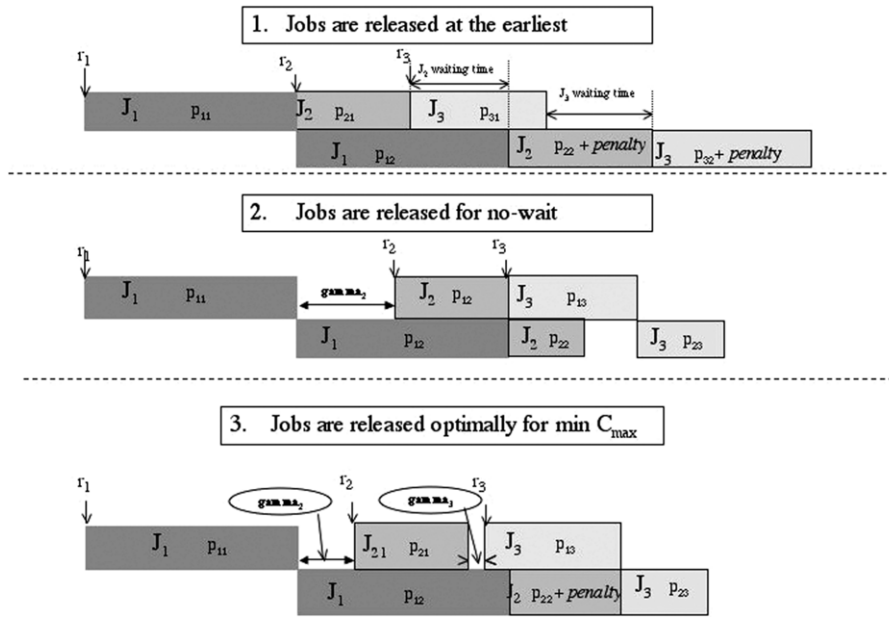 1. Jobs are released at the earliest
r1
r2
r3
J2 waiting time
J3 waiting time
J1 p11
J2 p21
J3 p31
J1 p12
J2 p22 + penalty
J3 p32+ penalty
2. Jobs are released for no-wait
r1
r2
r3
J1 p11
gamma2
J2 p12
J3 p13
J1 p12
J2 p22
J3 p23
3. Jobs are released optimally for min Cmax
r1
gamma2
r2
gamma3
r3
J1 p11
J21 p21
J3 p13
J1 p12
J2 p22+ penalty
J3 p23